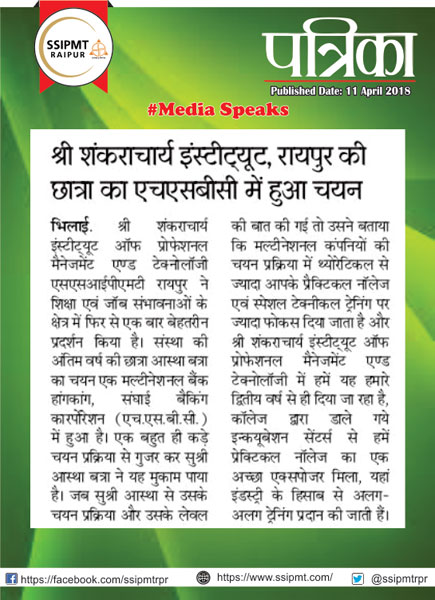 SSIPMT
RAIPUR
पत्रिका
Published Date: 11 April 2018
#Media Speaks
श्री शंकराचार्य इंस्टीट्यूट, रायपुर की
छात्रा का एचएसबीसी में हुआ चयन
भिलाई. श्री शंकराचार्य
इंस्टीट्यूट ऑफ प्रोफेशनल
मैनेजमेंट एण्ड टेक्नोलॉजी
एसएसआईपीएमटी रायपुर ने
शिक्षा एवं जॉब संभावनाओं के
क्षेत्र में फिर से एक बार बेहतरीन
प्रदर्शन किया है। संस्था की
अंतिम वर्ष की छात्रा आस्था बत्रा
का चयन एक मल्टीनेशनल बैंक
हांगकांग, संघाई बैंकिंग
कारपोरेशन (एच.एस.बी.सी.)
में हुआ है। एक बहुत ही कड़े
चयन प्रक्रिया से गुजर कर सुश्री
आस्था बत्रा ने यह मुकाम पाया
है। जब सुश्री आस्था से उसके
चयन प्रक्रिया और उसके लेवल
की बात की गई तो उसने बताया
कि मल्टीनेशनल कंपनियों की
चयन प्रक्रिया में थ्योरेटिकल से
ज्यादा आपके प्रैक्टिकल नॉलेज
एवं स्पेशल टेक्नीकल ट्रेनिंग पर
ज्यादा फोकस दिया जाता है और
श्री शंकराचार्य इंस्टीट्यूट ऑफ
प्रोफेशनल मैनेजमेंट एण्ड
टेक्नोलॉजी में हमें यह हमारे
द्वितीय वर्ष से ही दिया जा रहा है,
कॉलेज द्वारा डाले गये
इन्क्यूबेशन सेंटर्स से हमें
प्रेक्टिकल नॉलेज का एक
अच्छा एक्सपोजर मिला, यहां
इंडस्ट्री के हिसाब से अलग-
अलग ट्रेनिंग प्रदान की जाती हैं।
https://facebook.com/ssipmtrpr
https://www.ssipmt.com/
@ssipmtrpr